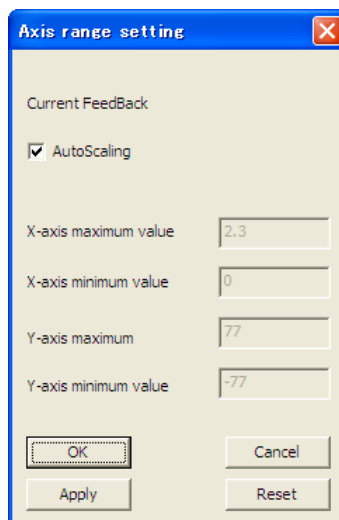 Axis range setting
Current FeedBack
AutoScaling
X-axis maximum value 2.3
X-axis minimum value 0
Y-axis maximum 77
Y-axis minimum value -77
OK Cancel
Apply Reset